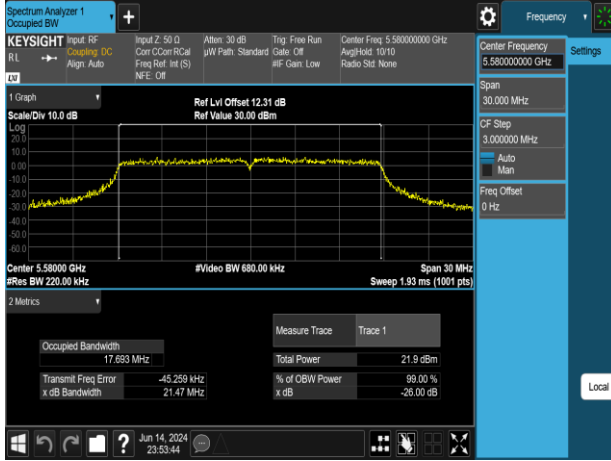 Spectrum Analyzer 1
Occupied BW
+
Frequency
KEYSIGHT
RL
LXI
Input: RF
Coupling: DC
Align: Auto
Input Z: 50 Ω
Corr CCorr RCal
Freq Ref: Int (S)
NFE: Off
Atten: 30 dB
µW Path: Standard
Trig: Free Run
Gate: Off
#IF Gain: Low
Center Freq: 5.580000000 GHz
Avg|Hold: 10/10
Radio Std: None
Center Frequency
5.580000000 GHz
Settings
Span
30.000 MHz
CF Step
3.000000 MHz
Auto
Man
Freq Offset
0 Hz
Local
1 Graph
Scale/Div 10.0 dB
Ref Lvl Offset 12.31 dB
Ref Value 30.00 dBm
Log
20.0
10.0
0.00
-10.0
-20.0
-30.0
-40.0
-50.0
-60.0
Center 5.58000 GHz
#Video BW 680.00 kHz
Span 30 MHz
#Res BW 220.00 kHz
Sweep 1.93 ms (1001 pts)
2 Metrics
Measure Trace
Trace 1
Occupied Bandwidth
17.693 MHz
Total Power
21.9 dBm
Transmit Freq Error
-45.259 kHz
% of OBW Power
99.00 %
x dB Bandwidth
21.47 MHz
x dB
-26.00 dB
?
Jun 14, 2024
23:53:44